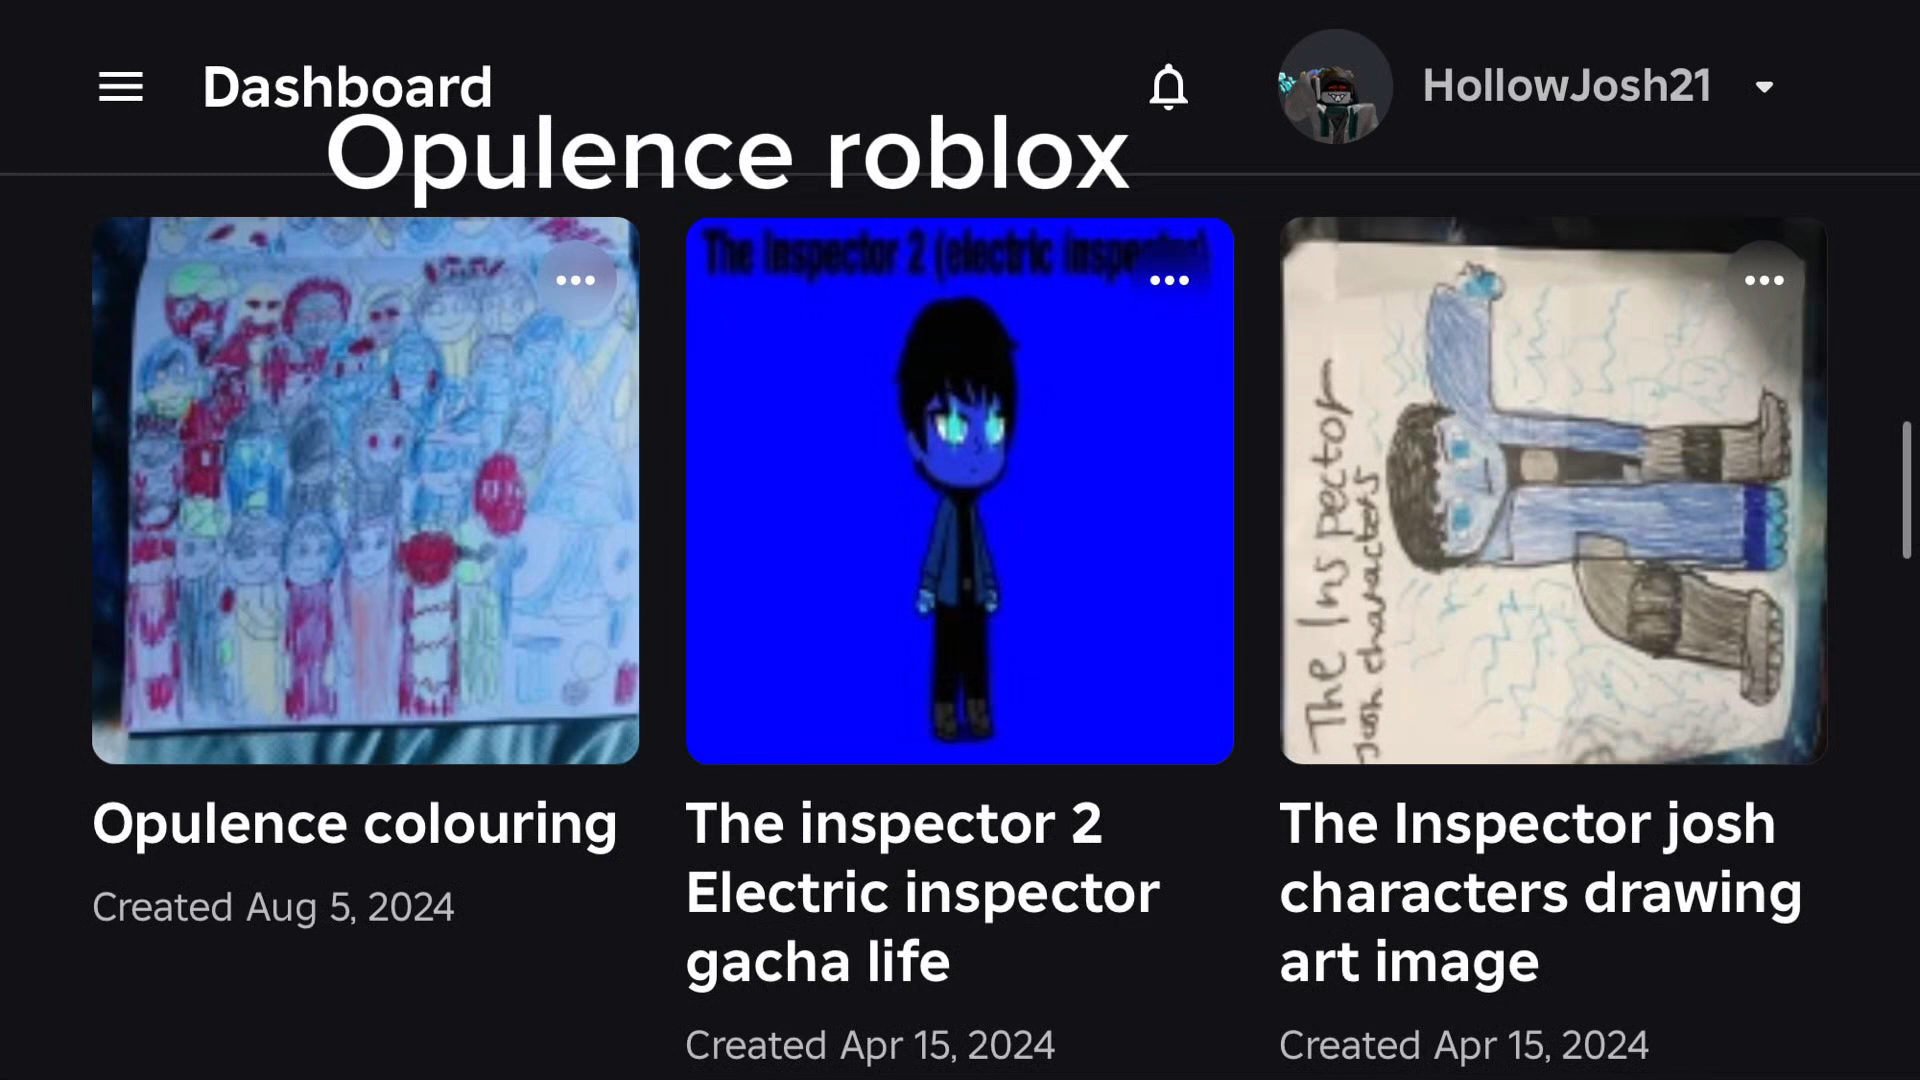 Dashboard
HollowJosh21
Opulence roblox
The Inspector 2 (electric inspector)
The Inspector
Josh characters
Opulence colouring
Created Aug 5, 2024
The inspector 2
Electric inspector
gacha life
Created Apr 15, 2024
The Inspector josh
characters drawing
art image
Created Apr 15, 2024